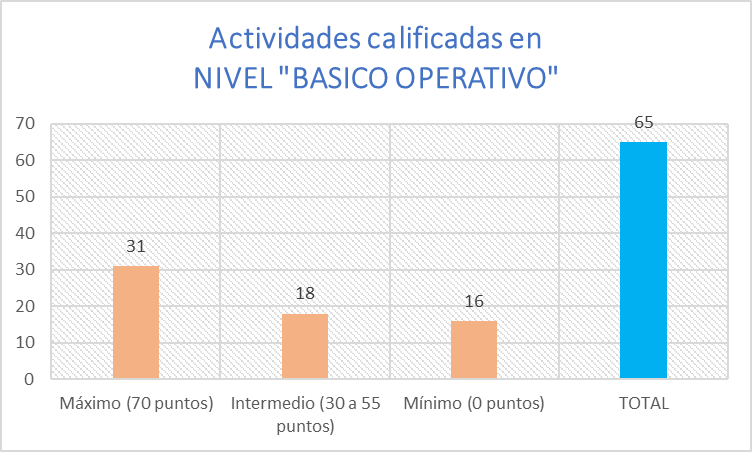 Actividades calificadas en
NIVEL "BASICO OPERATIVO"
70
60
50
40
30
20
10
0
31
18
16
65
Máximo (70 puntos)
Intermedio (30 a 55
puntos)
Mínimo (0 puntos)
TOTAL